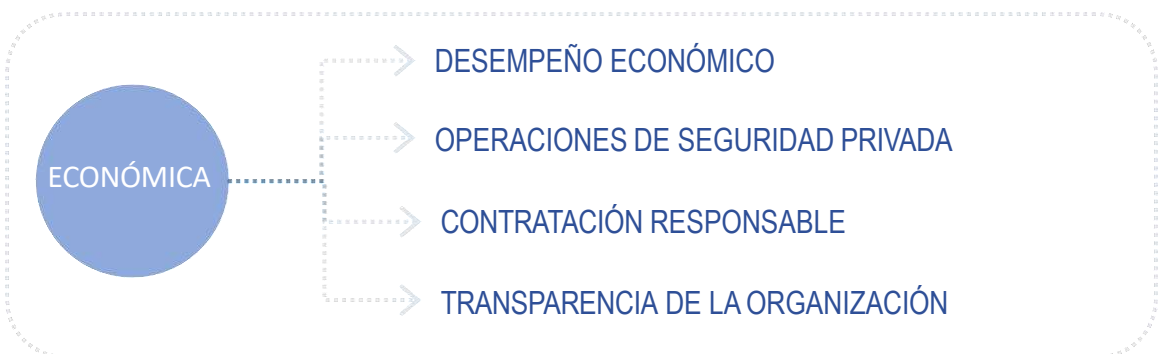 DESEMPEÑO ECONÓMICO
OPERACIONES DE SEGURIDAD PRIVADA
ECONÓMICA
CONTRATACIÓN RESPONSABLE
TRANSPARENCIA DE LA ORGANIZACIÓN